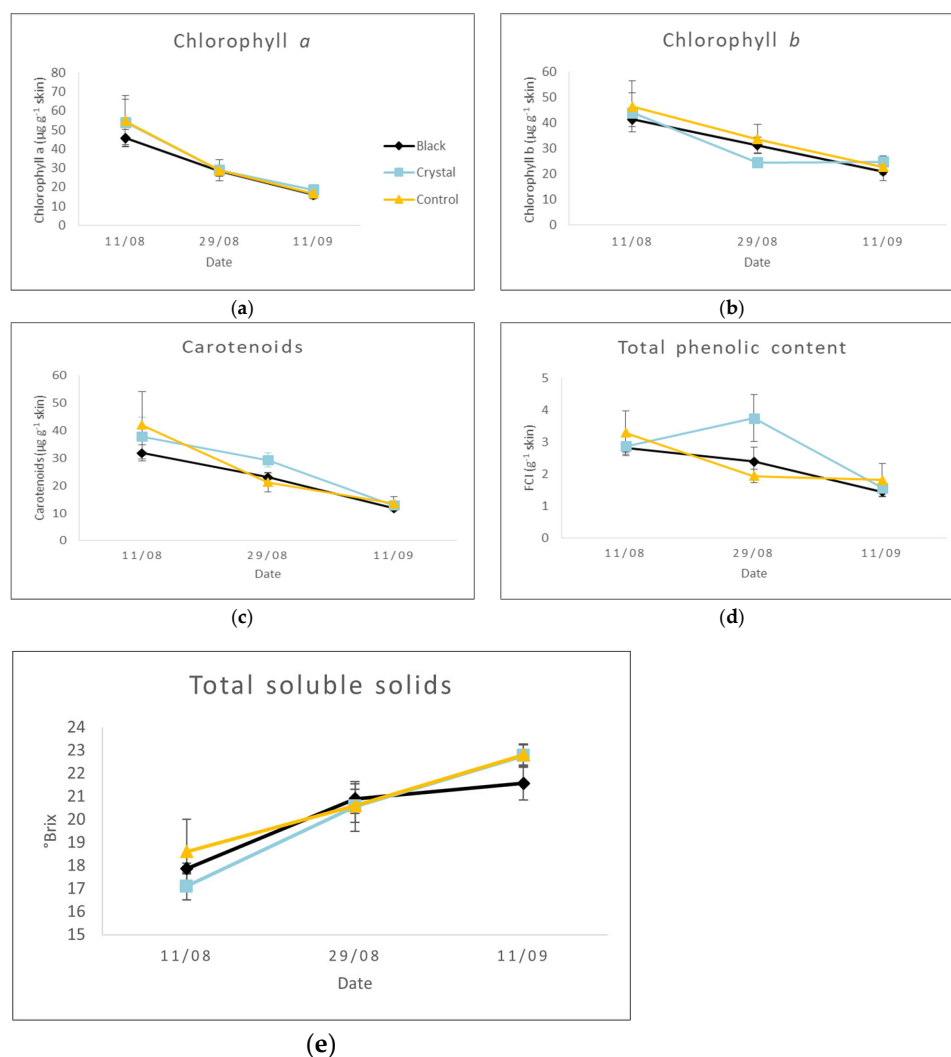 Chlorophyll a
Chlorophyll a (µg g⁻¹ skin)
80
70
60
50
40
30
20
10
0
11/08
29/08
11/09
Date
Black
Crystal
Control
(a)
Chlorophyll b
Chlorophyll b (µg g⁻¹ skin)
60
50
40
30
20
10
0
11/08
29/08
11/09
Date
(b)
Carotenoids
Carotenoids (µg g⁻¹ skin)
60
50
40
30
20
10
0
11/08
29/08
11/09
Date
(c)
Total phenolic content
FCI (g⁻¹ skin)
5
4
3
2
1
0
11/08
29/08
11/09
Date
(d)
Total soluble solids
°Brix
24
23
22
21
20
19
18
17
16
15
11/08
29/08
11/09
Date
(e)